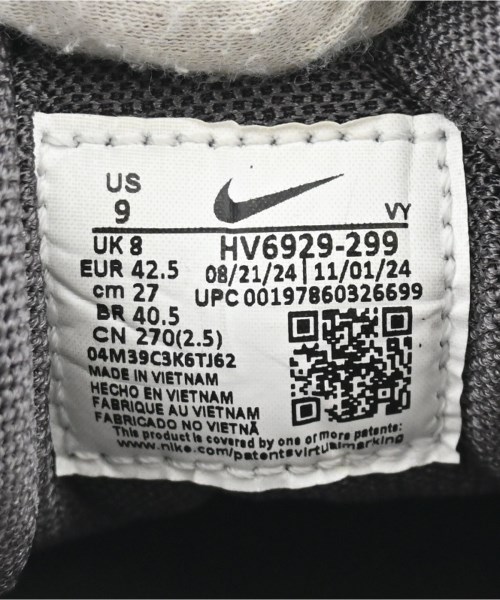 US
9
VY
UK 8
HV6929-299
EUR 42.5
08/21/24 | 11/01/24
cm 27
UPC 00197860326699
BR 40.5
CN 270(2.5)
04M39C3K6TJ62
MADE IN VIETNAM
HECHO EN VIETNAM
FABRIQUE AU VIETNAM
FABRICADO NO VIETNÃ
This product is covered by one or more patents:
www.nike.com/patentsvirtualmarking